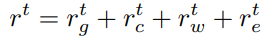 r^t = r_g^t + r_c^t + r_w^t + r_e^t